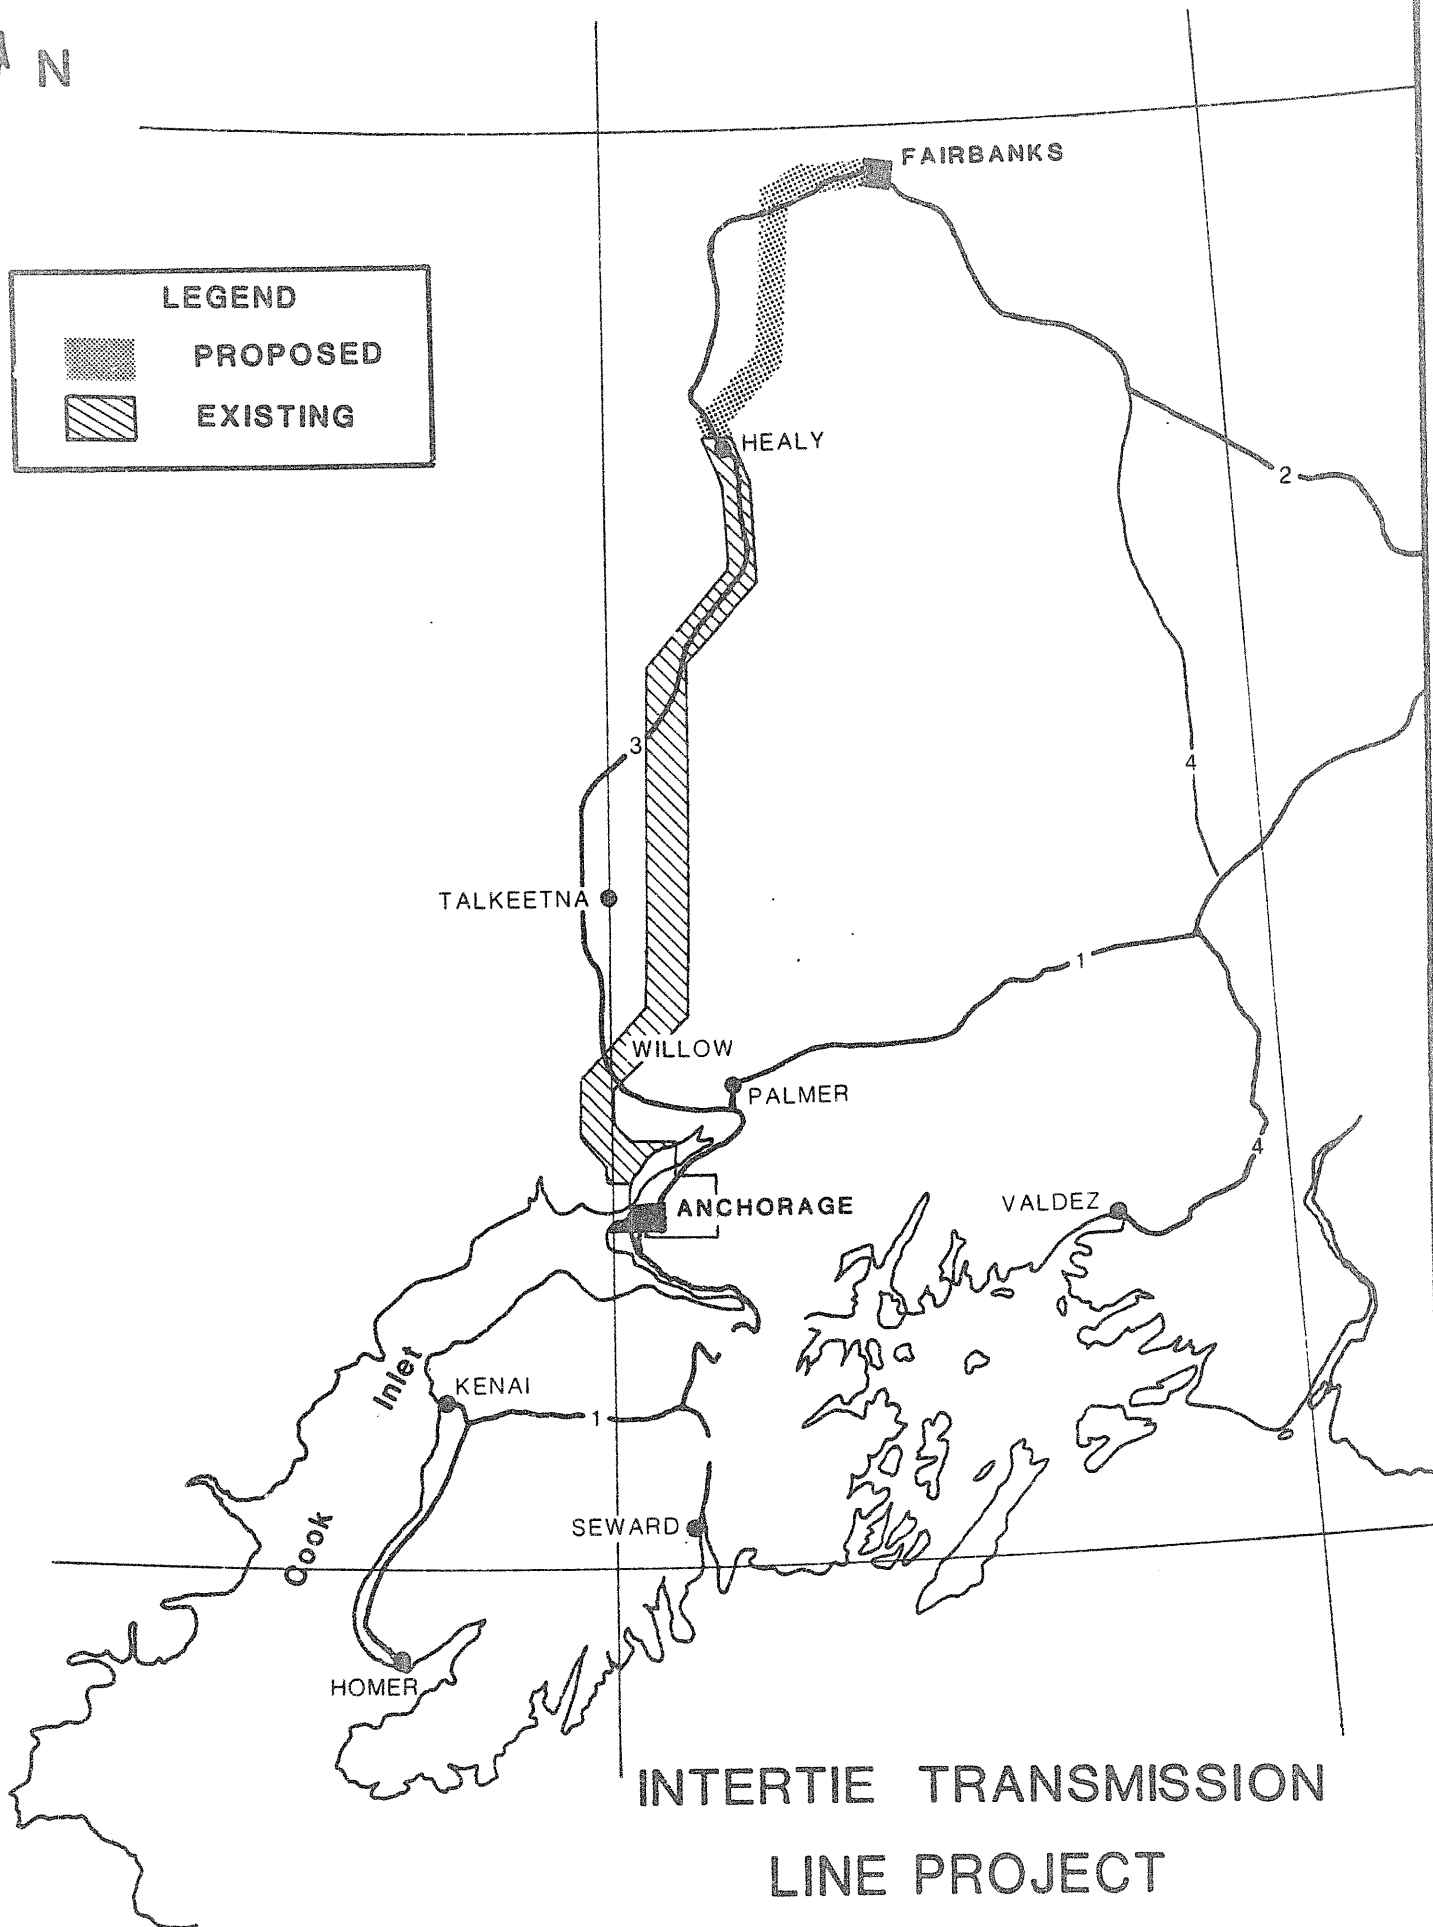 N
FAIRBANKS
LEGEND
PROPOSED
EXISTING
HEALY
2
3
4
TALKEETNA
1
WILLOW
PALMER
4
ANCHORAGE
VALDEZ
Inlet
KENAI
1
SEWARD
Cook
HOMER
INTERTIE TRANSMISSION
LINE PROJECT